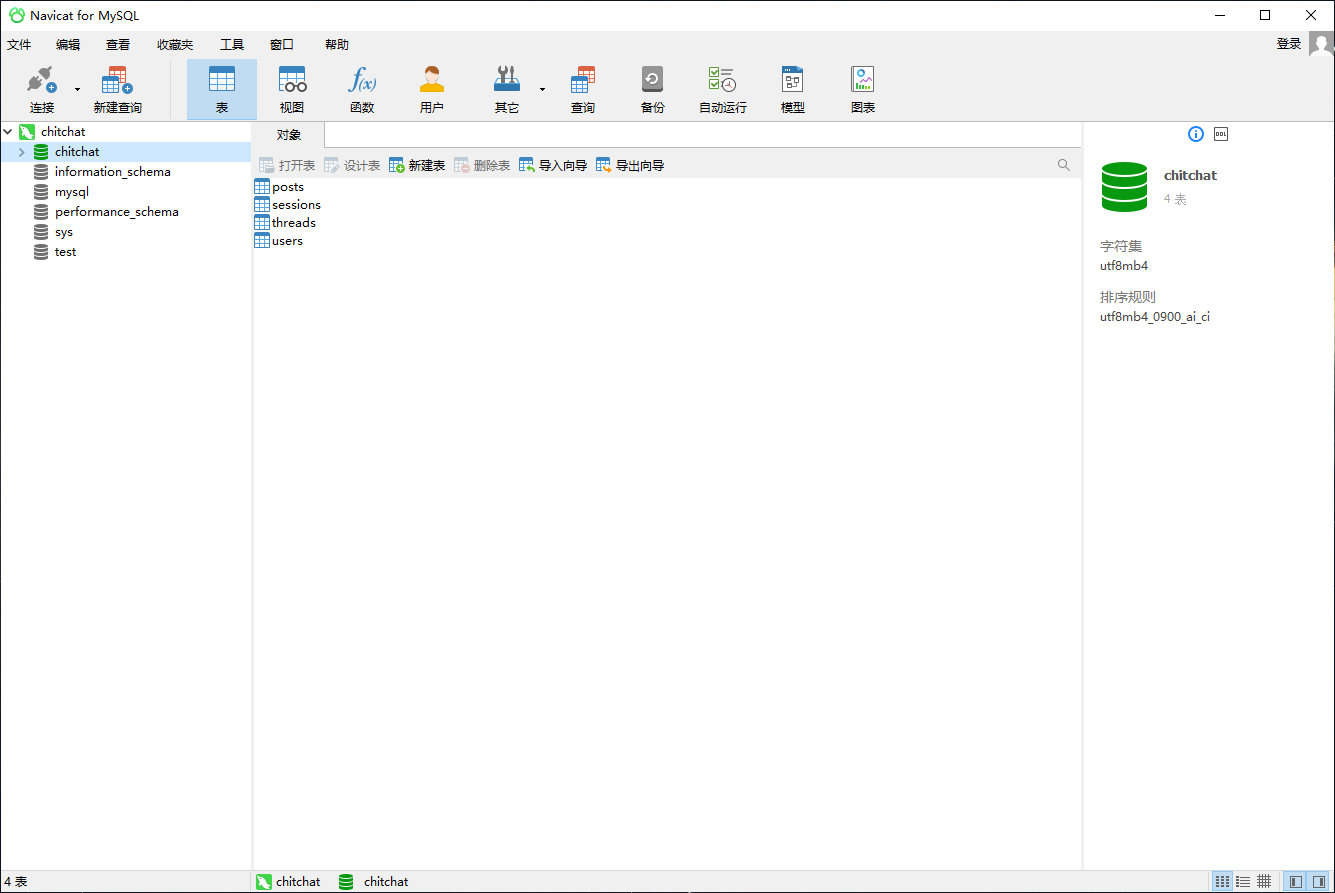 Navicat for MySQL
文件 编辑 查看 收藏夹 工具 窗口 帮助 登录
连接 新建查询 表 视图 函数 用户 其它 查询 备份 自动运行 模型 图表
f(x)
chitchat
chitchat
information_schema
mysql
performance_schema
sys
test
对象
打开表 设计表 新建表 删除表 导入向导 导出向导
posts
sessions
threads
users
DDL
chitchat
4 表
字符集
utf8mb4
排序规则
utf8mb4_0900_ai_ci
4 表 chitchat chitchat